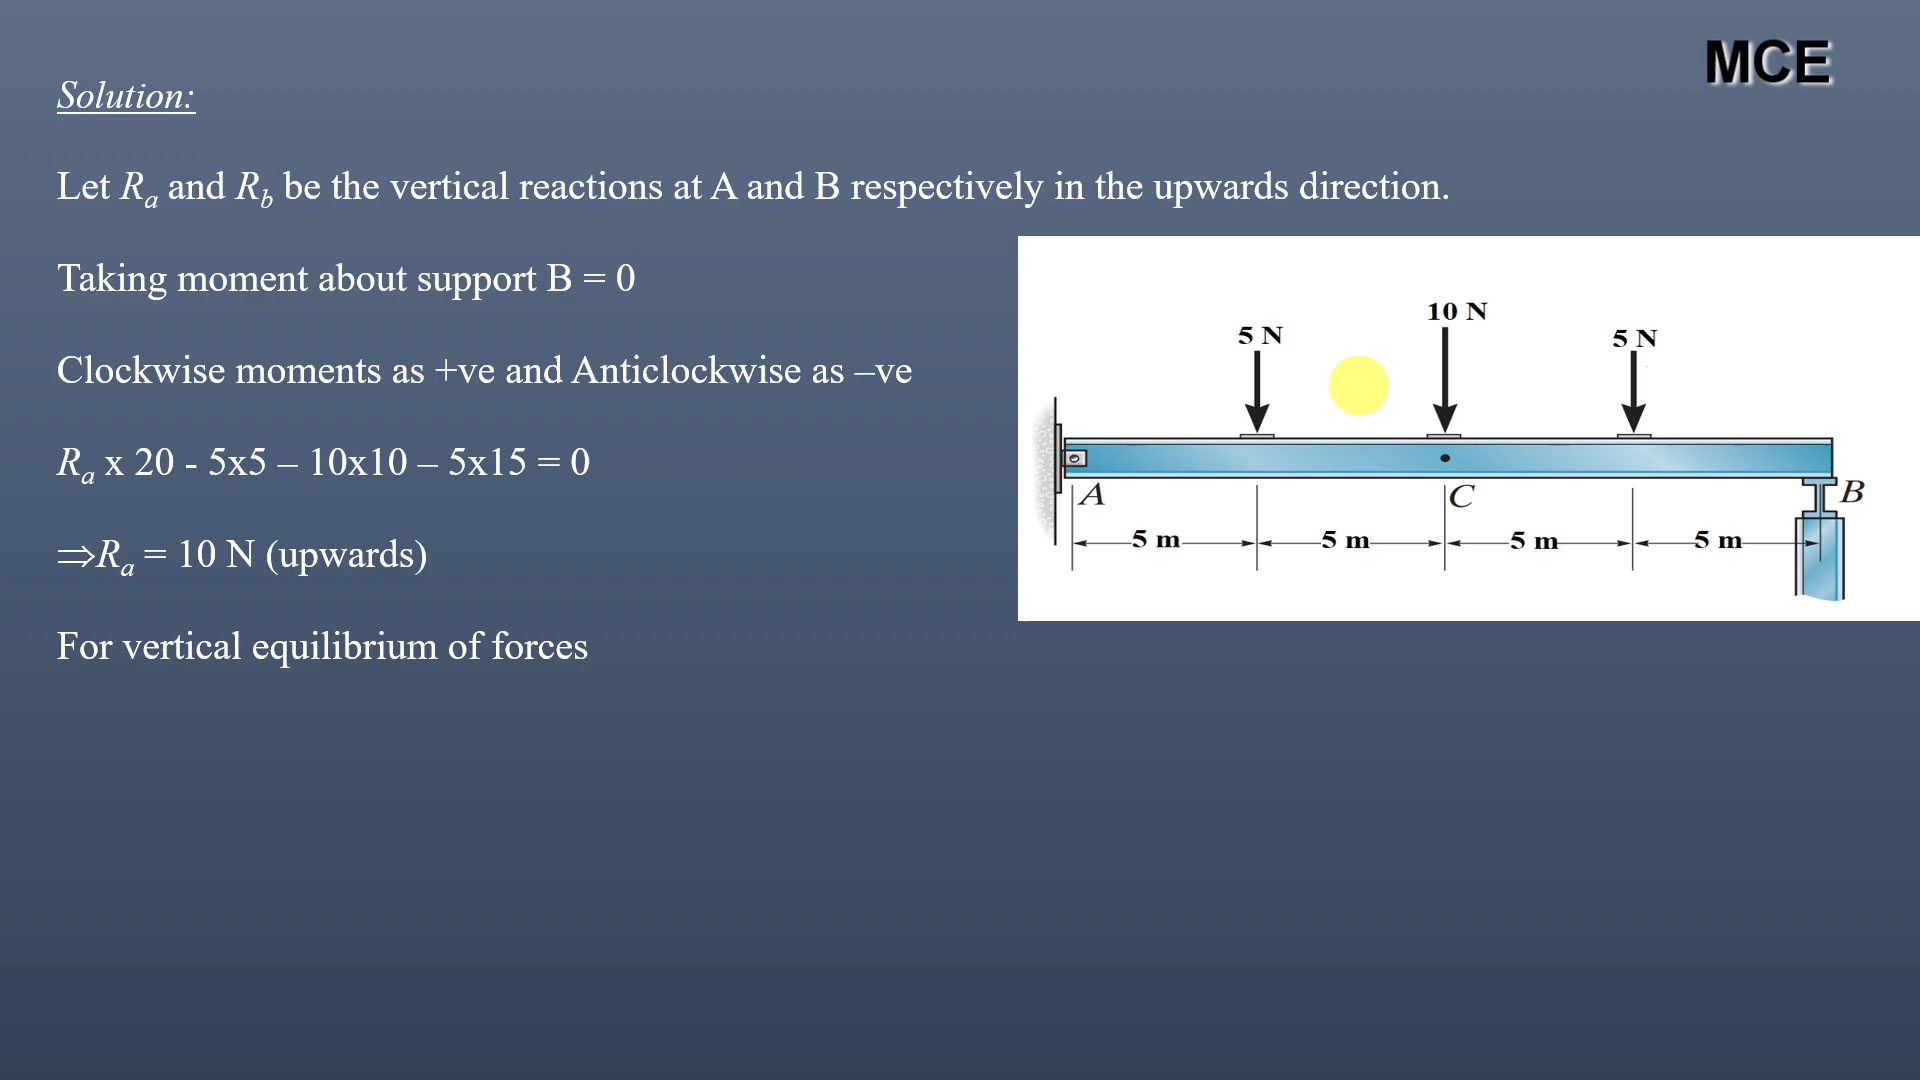 MCE
Solution:
Let Ra and Rb be the vertical reactions at A and B respectively in the upwards direction.
Taking moment about support B = 0
Clockwise moments as +ve and Anticlockwise as –ve
Ra x 20 - 5x5 – 10x10 – 5x15 = 0
⇒Ra = 10 N (upwards)
For vertical equilibrium of forces
10 N
5 N
5 N
A
C
B
5 m
5 m
5 m
5 m